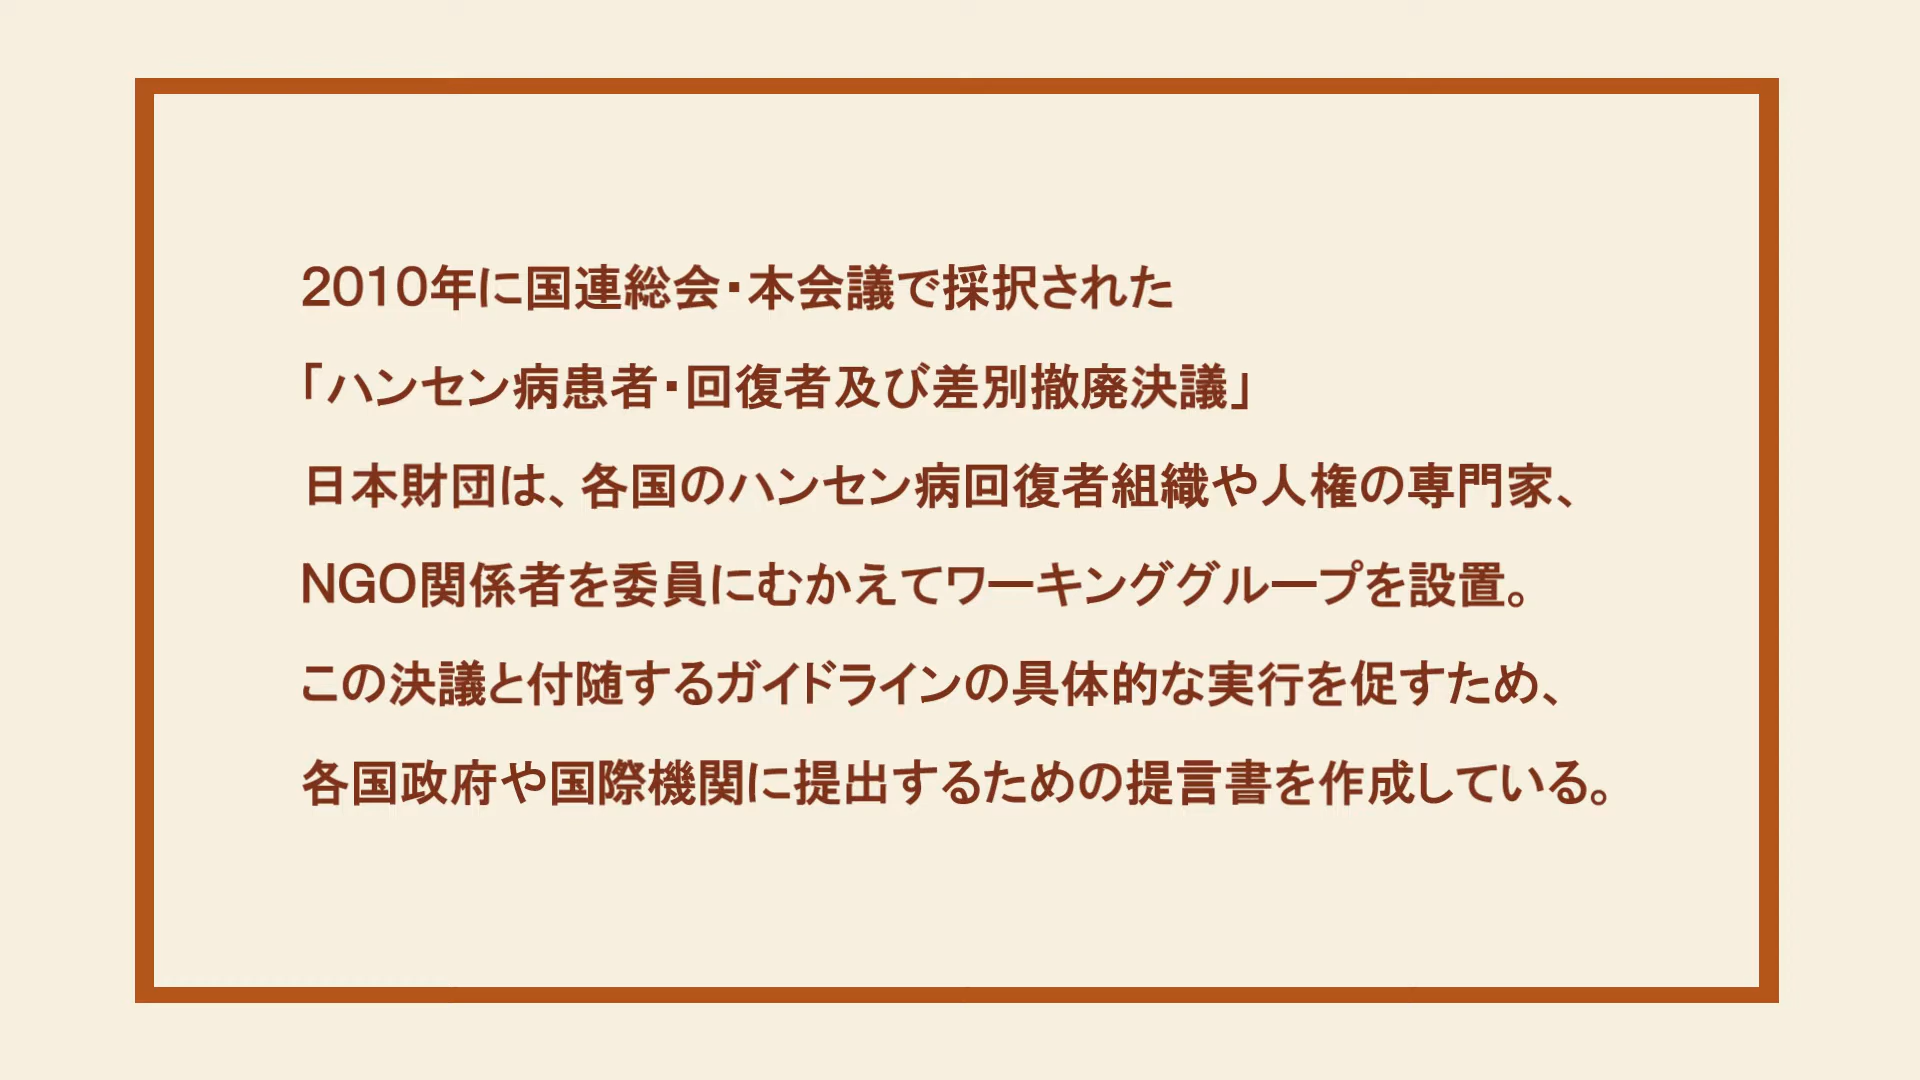 2010年に国連総会・本会議で採択された
「ハンセン病患者・回復者及び差別撤廃決議」
日本財団は、各国のハンセン病回復者組織や人権の専門家、
NGO関係者を委員にむかえてワーキンググループを設置。
この決議と付随するガイドラインの具体的な実行を促すため、
各国政府や国際機関に提出するための提言書を作成している。